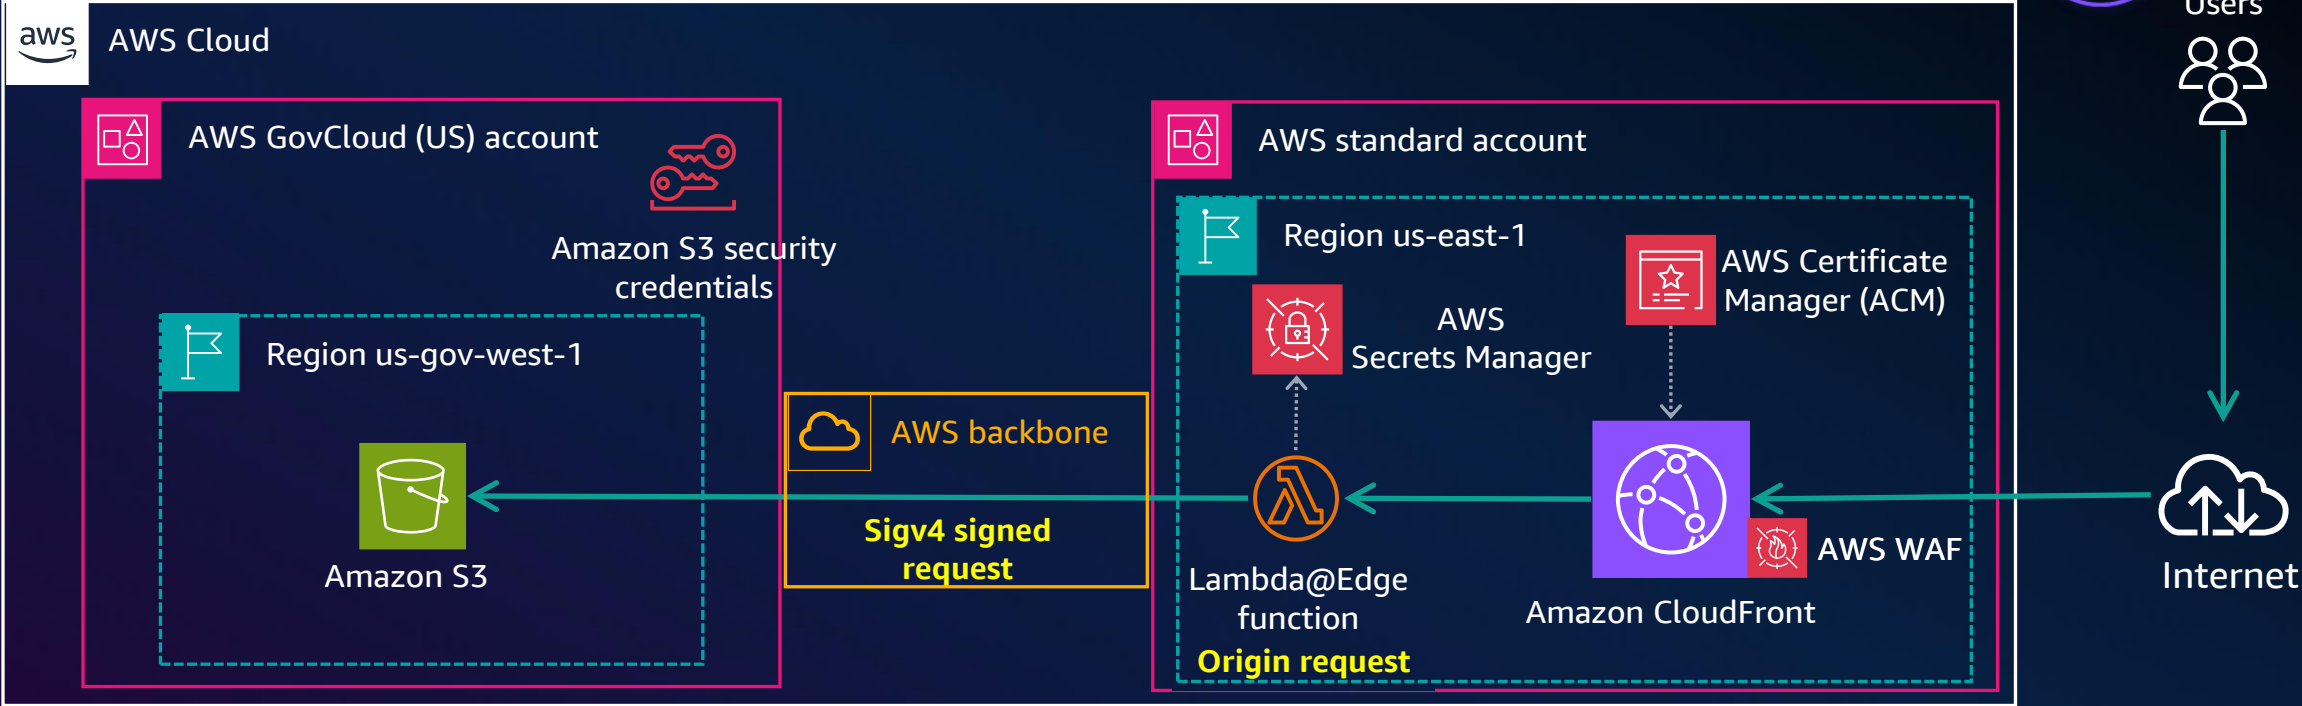 aws
AWS Cloud
AWS GovCloud (US) account
Amazon S3 security
credentials
Region us-gov-west-1
Amazon S3
AWS backbone
Sigv4 signed
request
AWS standard account
Region us-east-1
AWS
Secrets Manager
AWS Certificate
Manager (ACM)
Lambda@Edge
function
Origin request
Amazon CloudFront
AWS WAF
Users
Internet